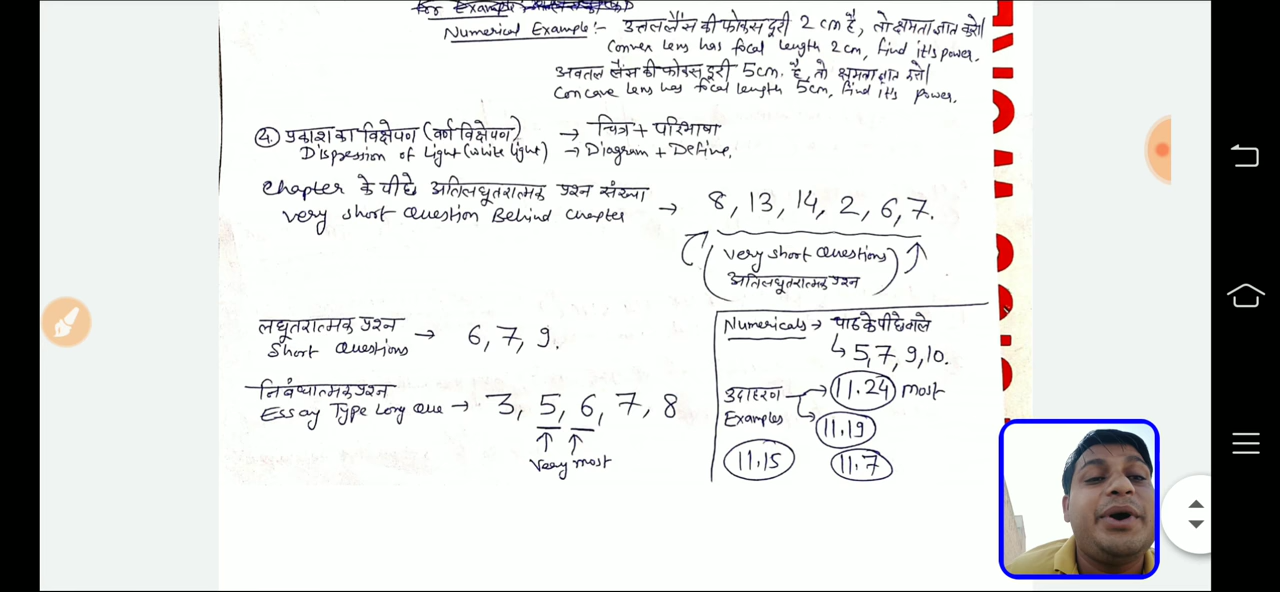 For Example
Numerical Example:- उत्तल लैंस की फोकस दूरी 2 cm है, तो क्षमता ज्ञात करो।
Convex Lens has focal length 2cm, find it's power.
अवतल लैंस की फोकस दूरी 5cm. है, तो क्षमता ज्ञात करो।
Concave Lens has focal length 5cm, find it's power.
④ प्रकाश का विक्षेपण (वर्ण विक्षेपण) → चित्र + परिभाषा
Dispression of Light (white light) → Diagram + Define.
Chapter के पीछे अतिलघुतरात्मक प्रश्न संख्या
Very short Question Behind Chapter → 8, 13, 14, 2, 6, 7.
(Very short Questions)
अतिलघुतरात्मक प्रश्न
लघुतरात्मक प्रश्न
Short Questions → 6, 7, 9.
निबंधात्मक प्रश्न
Essay Type Long Que → 3, 5, 6, 7, 8
Very most
Numericals → पाठ के पीछे वाले
5, 7, 9, 10.
उदाहरण → 11.24 most
Examples 11.19
11.15 11.7